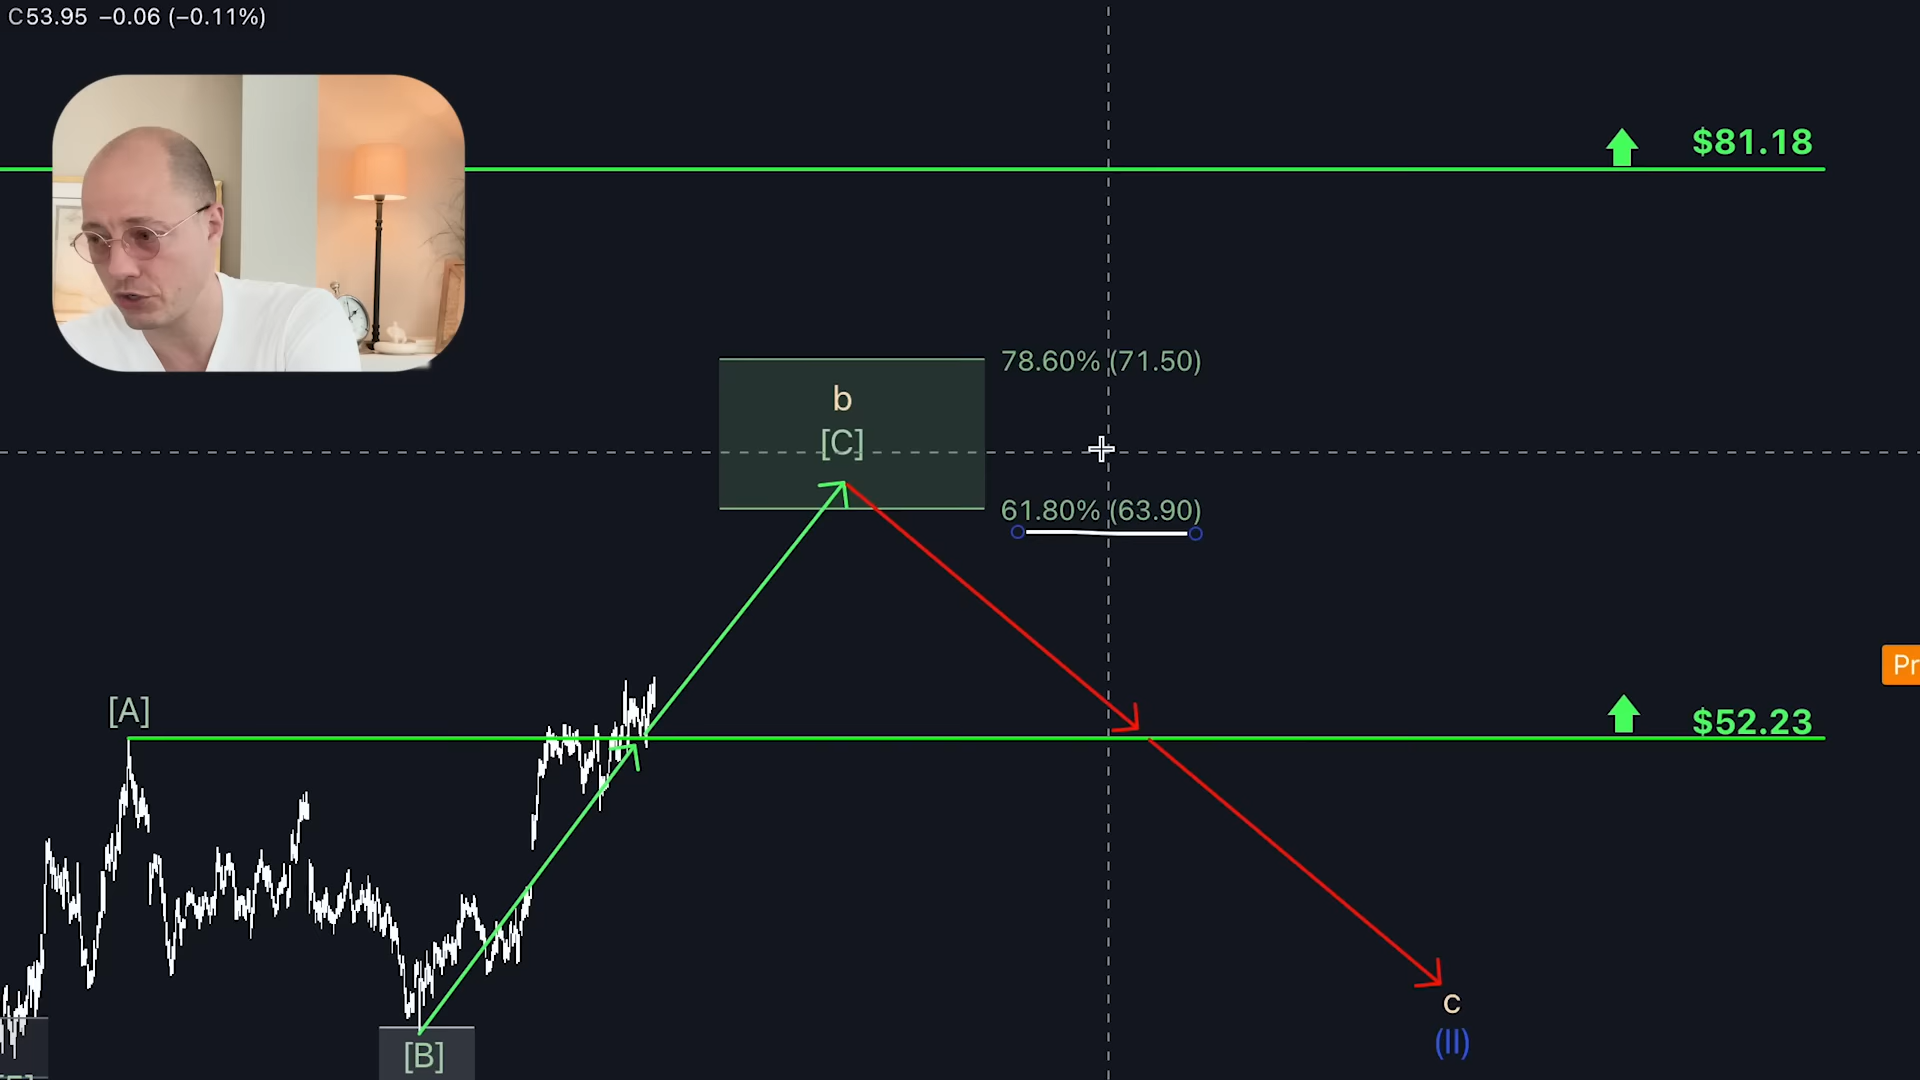 C53.95 −0.06 (−0.11%)
$81.18
78.60% (71.50)
b
[C]
61.80% (63.90)
Pr
[A]
$52.23
c
(II)
[B]